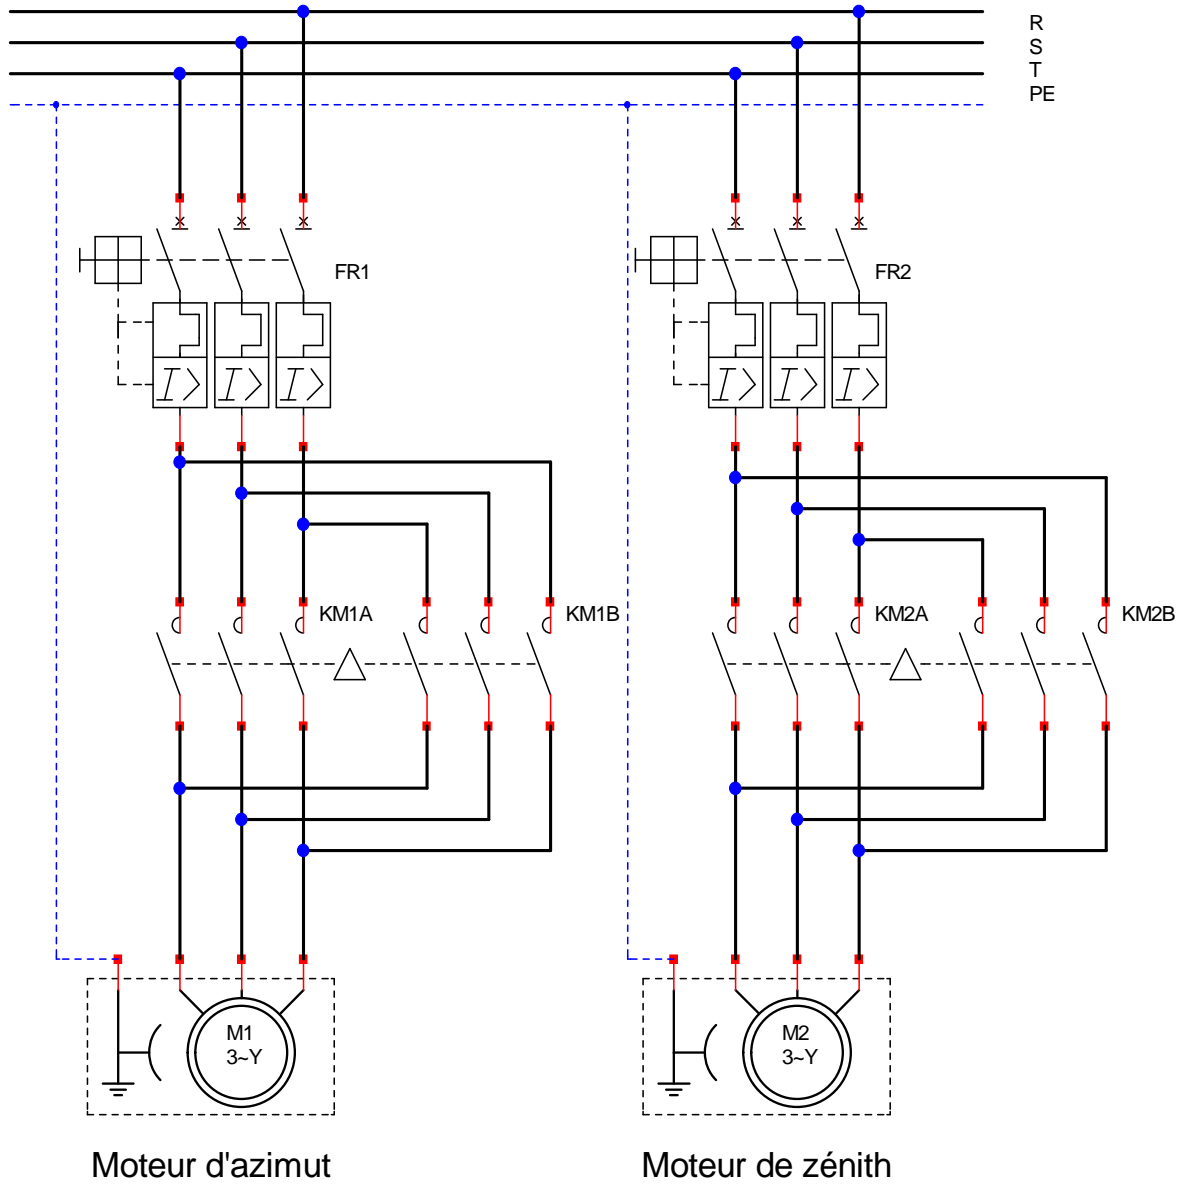 R
S
T
PE
FR1
FR2
KM1A
KM1B
KM2A
KM2B
M1
3~Y
M2
3~Y
Moteur d'azimut
Moteur de zénith